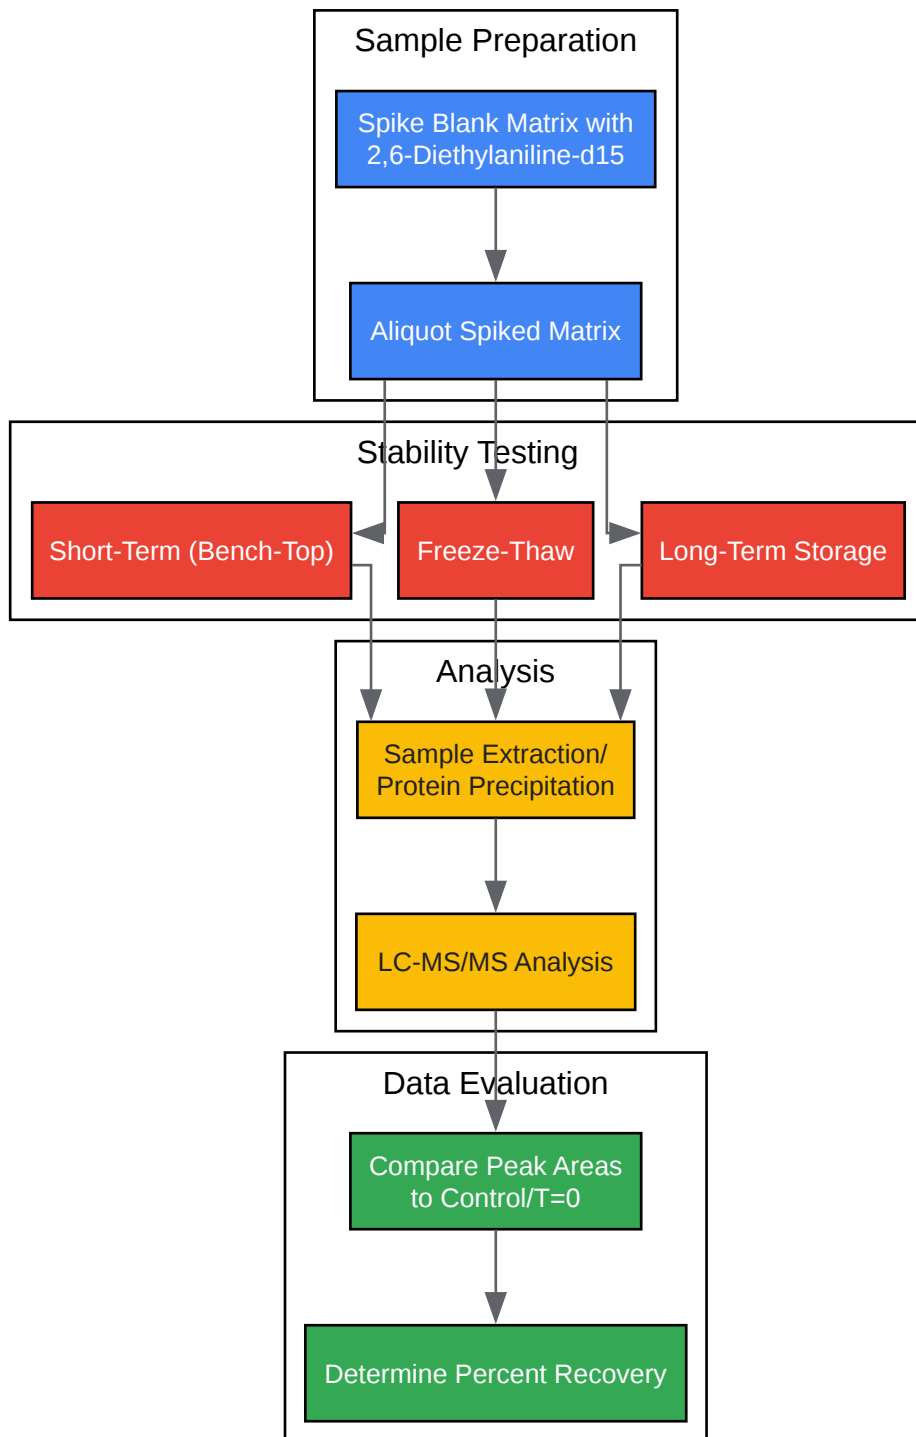 Sample Preparation
Spike Blank Matrix with
2,6-Diethylaniline-d15
Aliquot Spiked Matrix
Stability Testing
Short-Term (Bench-Top)
Freeze-Thaw
Long-Term Storage
Analysis
Sample Extraction/
Protein Precipitation
LC-MS/MS Analysis
Data Evaluation
Compare Peak Areas
to Control/T=0
Determine Percent Recovery